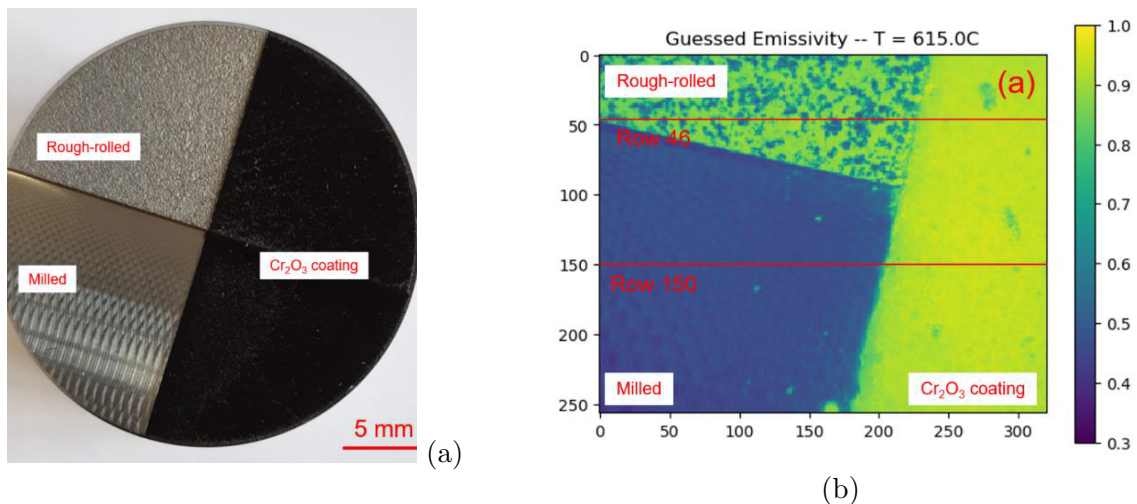 Rough-rolled
Milled
Cr₂O₃ coating
5 mm
(a)
Guessed Emissivity -- T = 615.0C
Rough-rolled
(a)
Row 46
Row 150
Milled
Cr₂O₃ coating
0
50
100
150
200
250
0
50
100
150
200
250
300
1.0
0.9
0.8
0.7
0.6
0.5
0.4
0.3
(b)